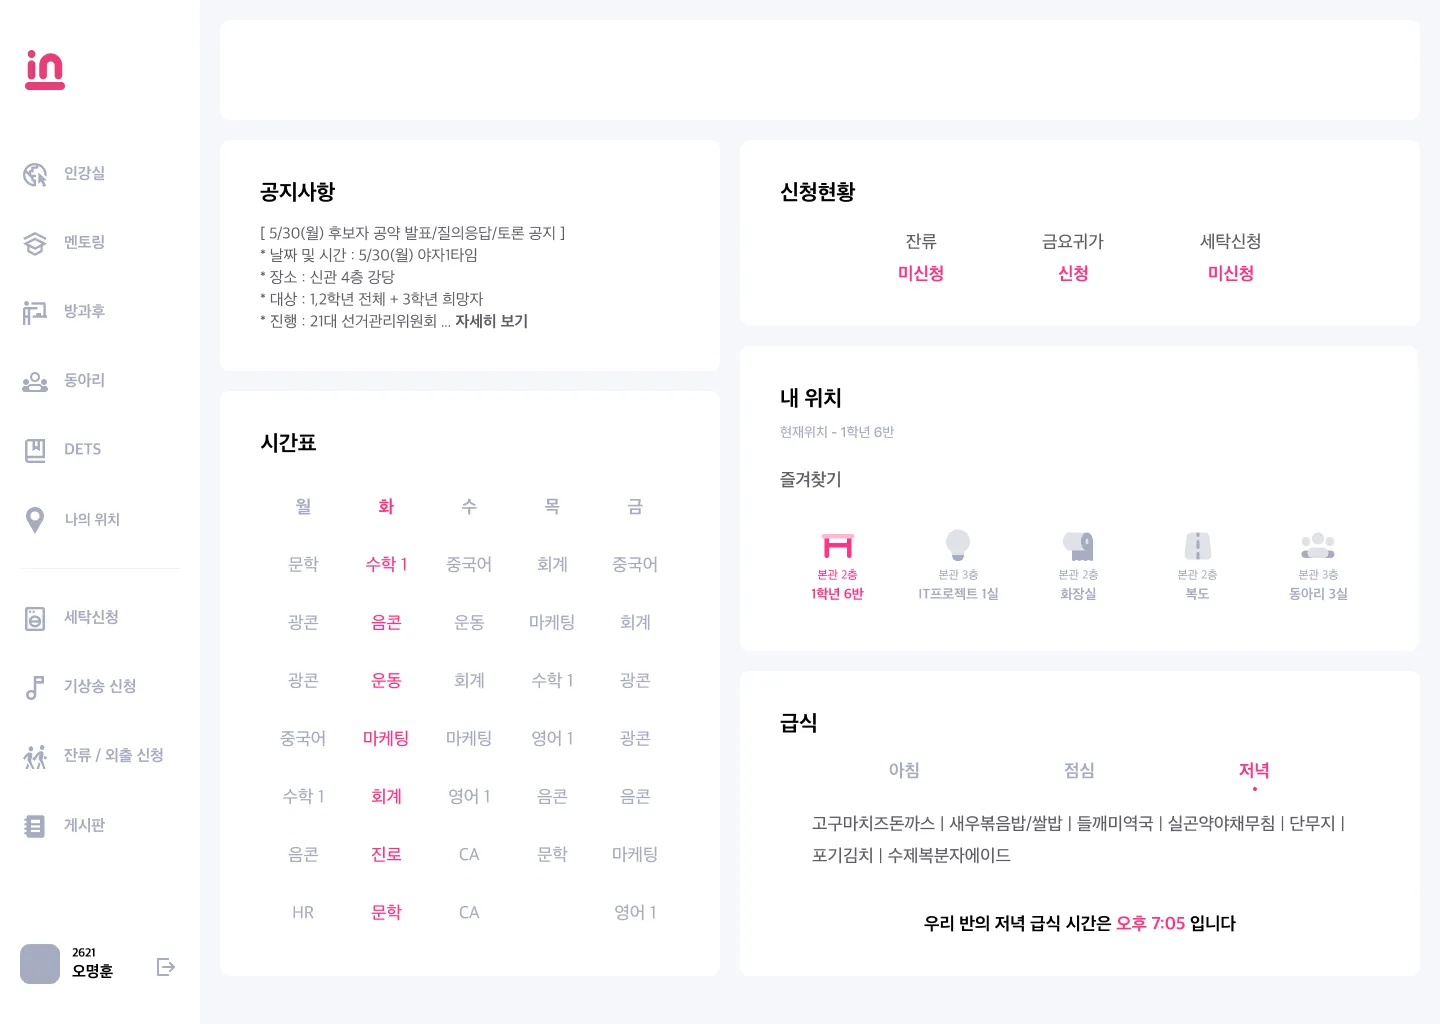 in
인강실
멘토링
방과후
동아리
DETS
나의 위치
세탁신청
기상송 신청
잔류 / 외출 신청
게시판
2621
오명훈
공지사항
[ 5/30(월) 후보자 공약 발표/질의응답/토론 공지 ]
* 날짜 및 시간 : 5/30(월) 야자1타임
* 장소 : 신관 4층 강당
* 대상 : 1,2학년 전체 + 3학년 희망자
* 진행 : 21대 선거관리위원회 ... 자세히 보기
시간표
월 화 수 목 금
문학 수학 1 중국어 회계 중국어
광콘 음콘 운동 마케팅 회계
광콘 운동 회계 수학 1 광콘
중국어 마케팅 마케팅 영어 1 광콘
수학 1 회계 영어 1 음콘 음콘
음콘 진로 CA 문학 마케팅
HR 문학 CA 영어 1
신청현황
잔류 금요귀가 세탁신청
미신청 신청 미신청
내 위치
현재위치 - 1학년 6반
즐겨찾기
본관 2층 본관 3층 본관 2층 본관 2층 본관 3층
1학년 6반 IT프로젝트 1실 화장실 복도 동아리 3실
급식
아침 점심 저녁
고구마치즈돈까스 | 새우볶음밥/쌀밥 | 들깨미역국 | 실곤약야채무침 | 단무지 |
포기김치 | 수제복분자에이드
우리 반의 저녁 급식 시간은 오후 7:05 입니다